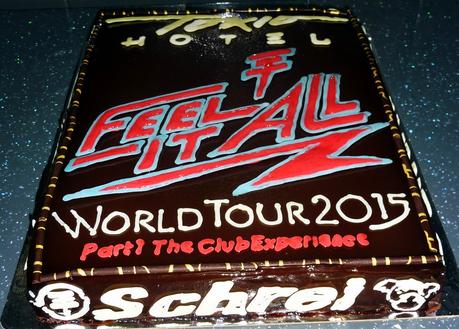 TOKIO
HOTEL
FEEL
IT ALL
WORLD TOUR 2015
Part 1 The Club Experience
Schrei